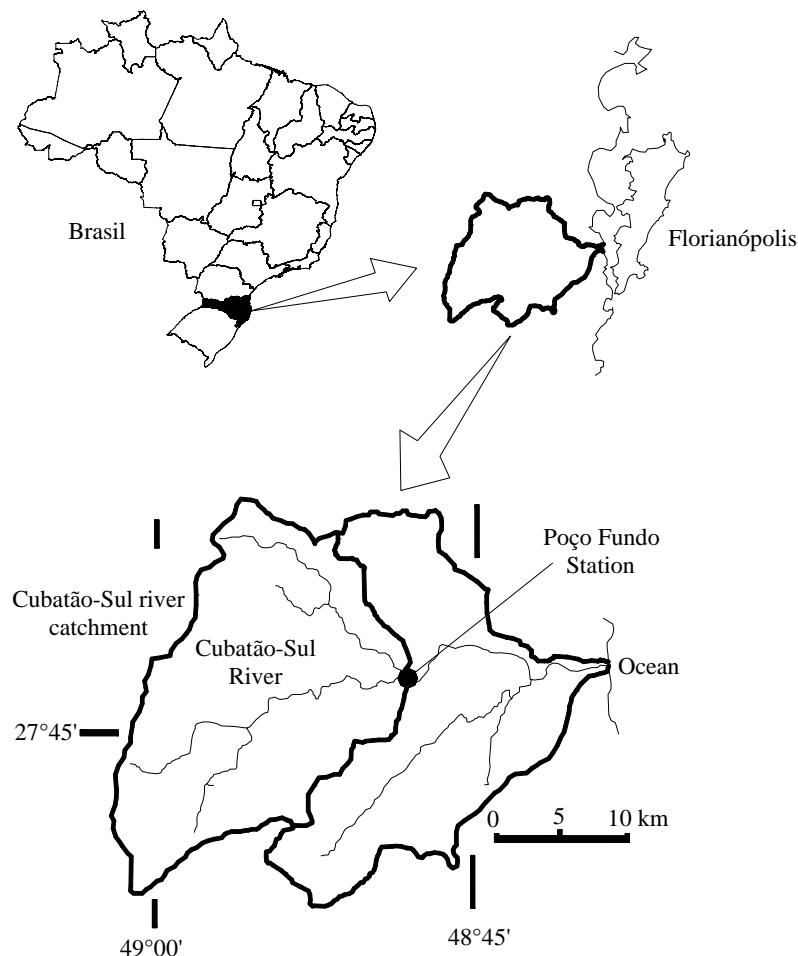 Brasil
Florianópolis
Poço Fundo
Station
Cubatão-Sul river
catchment
Cubatão-Sul
River
Ocean
27°45'
0 5 10 km
49°00'
48°45'